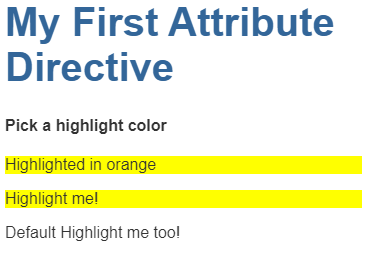 My First Attribute
Directive
Pick a highlight color
Highlighted in orange
Highlight me!
Default Highlight me too!